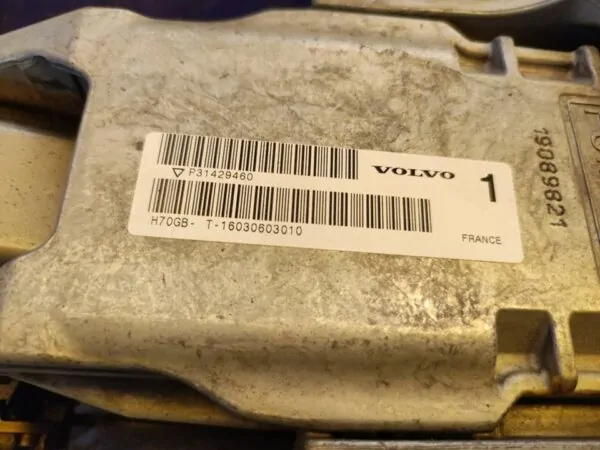 VOLVO
1
▽ P31429460
H70GB- T-16030603010
FRANCE
19089821